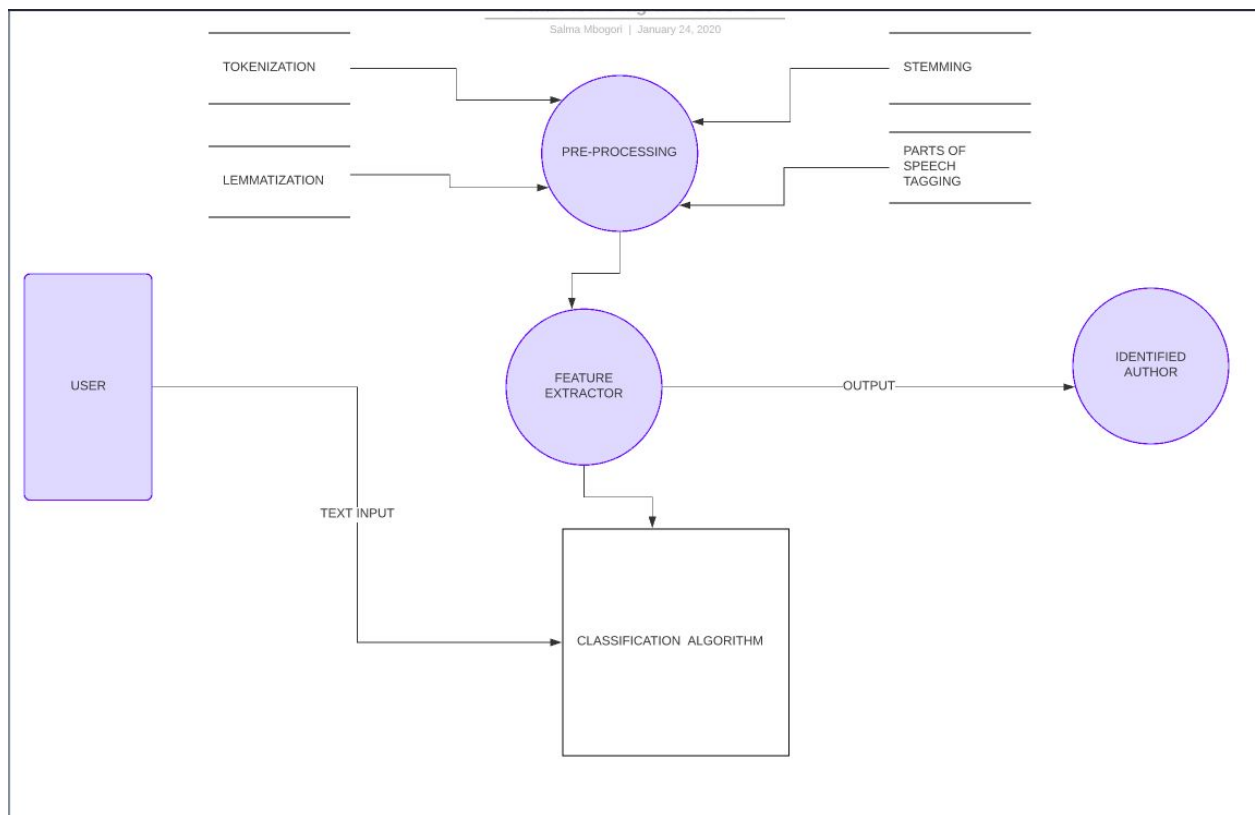 Salma Mbogori | January 24, 2020
TOKENIZATION
STEMMING
PRE-PROCESSING
LEMMATIZATION
PARTS OF
SPEECH
TAGGING
USER
FEATURE
EXTRACTOR
OUTPUT
IDENTIFIED
AUTHOR
TEXT INPUT
CLASSIFICATION ALGORITHM